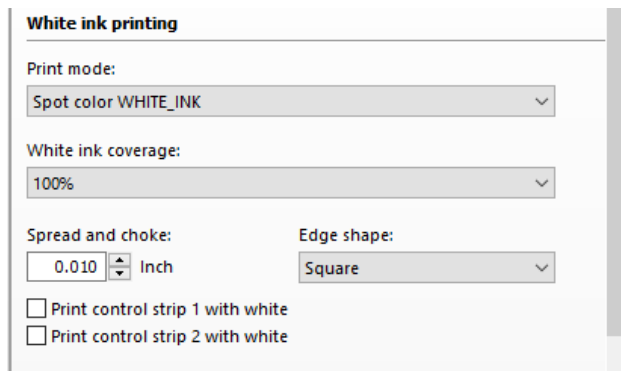 White ink printing
Print mode:
Spot color WHITE_INK
White ink coverage:
100%
Spread and choke: Edge shape:
0.010 Inch Square
Print control strip 1 with white
Print control strip 2 with white